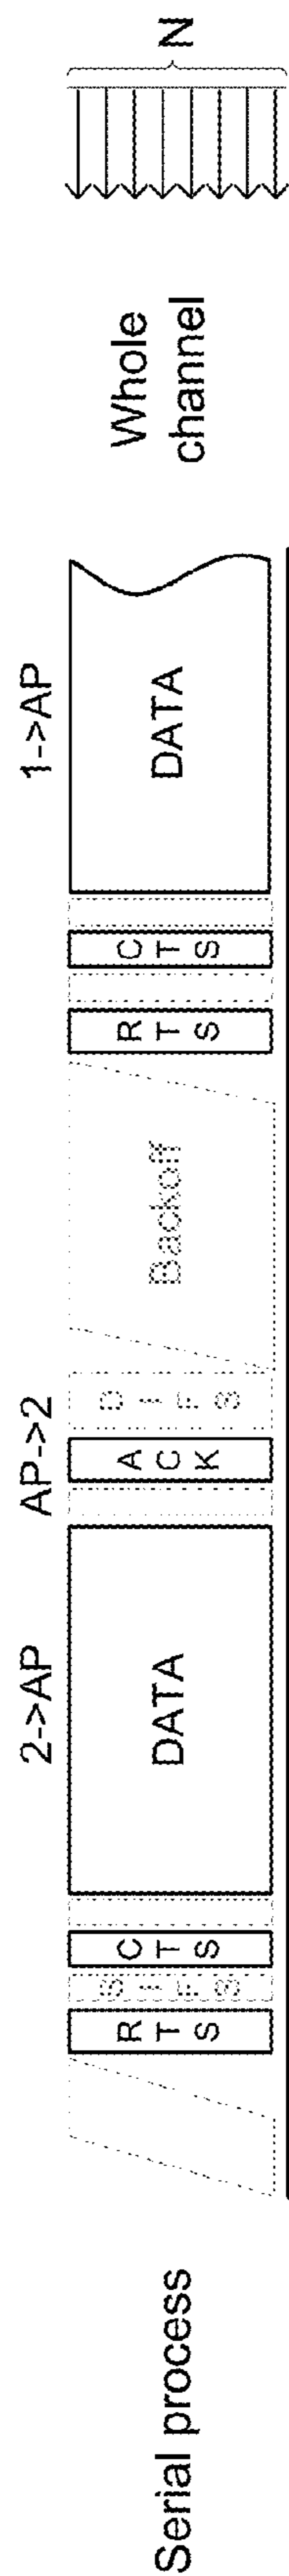 Serial process
2->AP
AP->2
1->AP
RTS
SIFS
CTS
DATA
ACK
DIFS
Backoff
RTS
CTS
DATA
Whole
channel
N